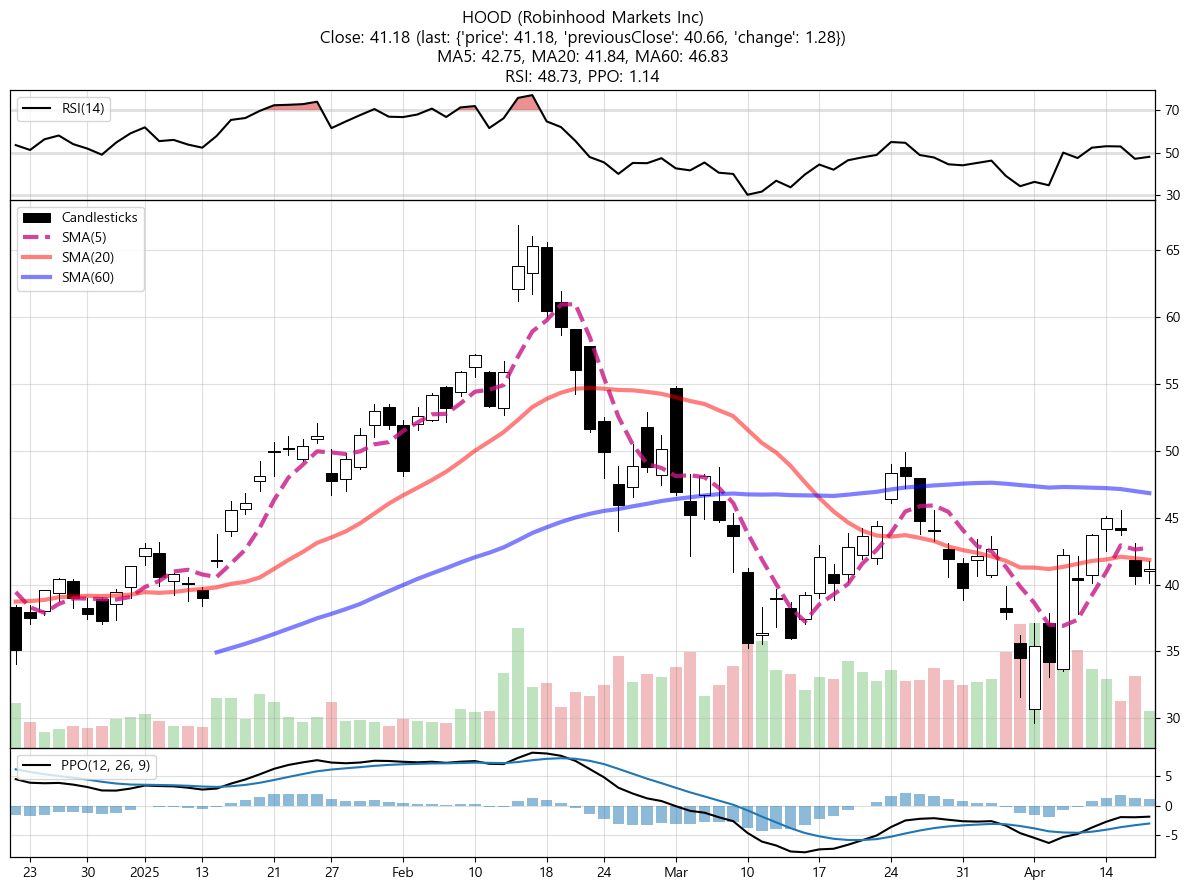 HOOD (Robinhood Markets Inc)
Close: 41.18 (last: {'price': 41.18, 'previousClose': 40.66, 'change': 1.28})
MA5: 42.75, MA20: 41.84, MA60: 46.83
RSI: 48.73, PPO: 1.14
RSI(14)
70
50
30
Candlesticks
SMA(5)
SMA(20)
SMA(60)
65
60
55
50
45
40
35
30
PPO(12, 26, 9)
5
0
-5
23 30 2025 13 21 27 Feb 10 18 24 Mar 10 17 24 31 Apr 14